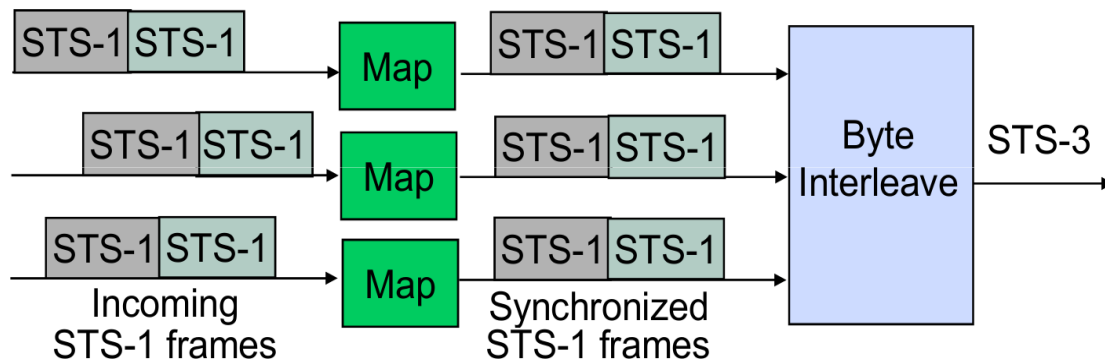 STS-1 STS-1 Map STS-1 STS-1
STS-1 STS-1 Map STS-1 STS-1
STS-1 STS-1 Map STS-1 STS-1
Byte
Interleave
STS-3
Incoming
STS-1 frames
Synchronized
STS-1 frames